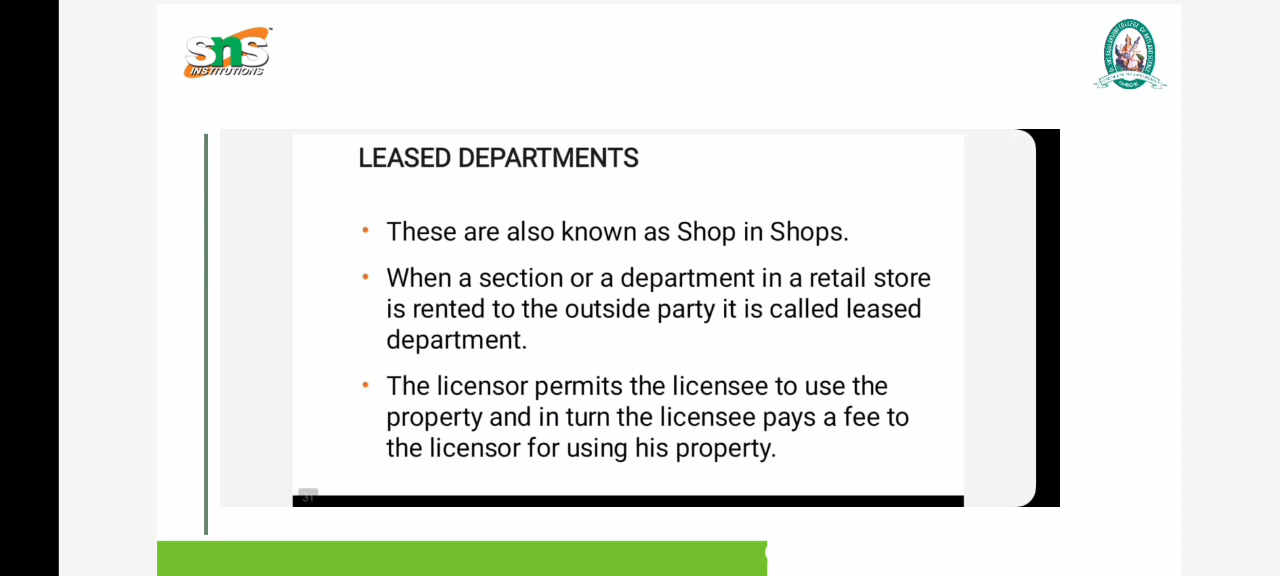 SNS
INSTITUTIONS
LEASED DEPARTMENTS
• These are also known as Shop in Shops.
• When a section or a department in a retail store
is rented to the outside party it is called leased
department.
• The licensor permits the licensee to use the
property and in turn the licensee pays a fee to
the licensor for using his property.
31